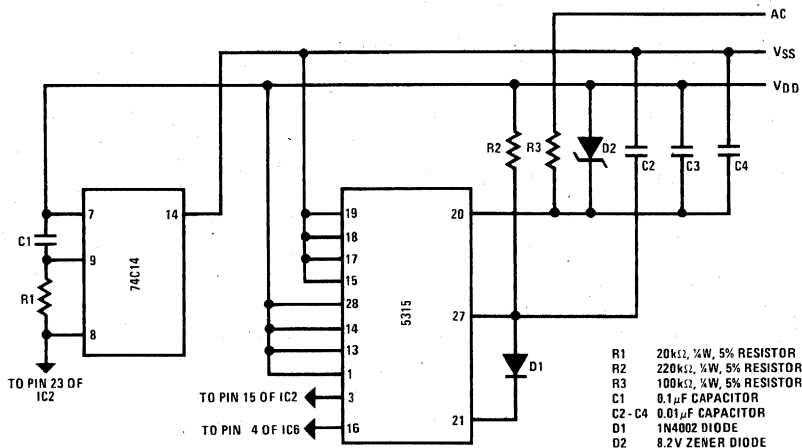 AC
VSS
VDD
R2
R3
D2
C2
C3
C4
7
14
19
20
C1
9
18
74C14
17
15
R1
5315
28
27
8
14
13
D1
1
TO PIN 23 OF
IC2
TO PIN 15 OF IC2
3
21
TO PIN 4 OF IC6
16
R1 20kΩ, ¼W, 5% RESISTOR
R2 220kΩ, ¼W, 5% RESISTOR
R3 100kΩ, ¼W, 5% RESISTOR
C1 0.1μF CAPACITOR
C2 - C4 0.01μF CAPACITOR
D1 1N4002 DIODE
D2 8.2V ZENER DIODE